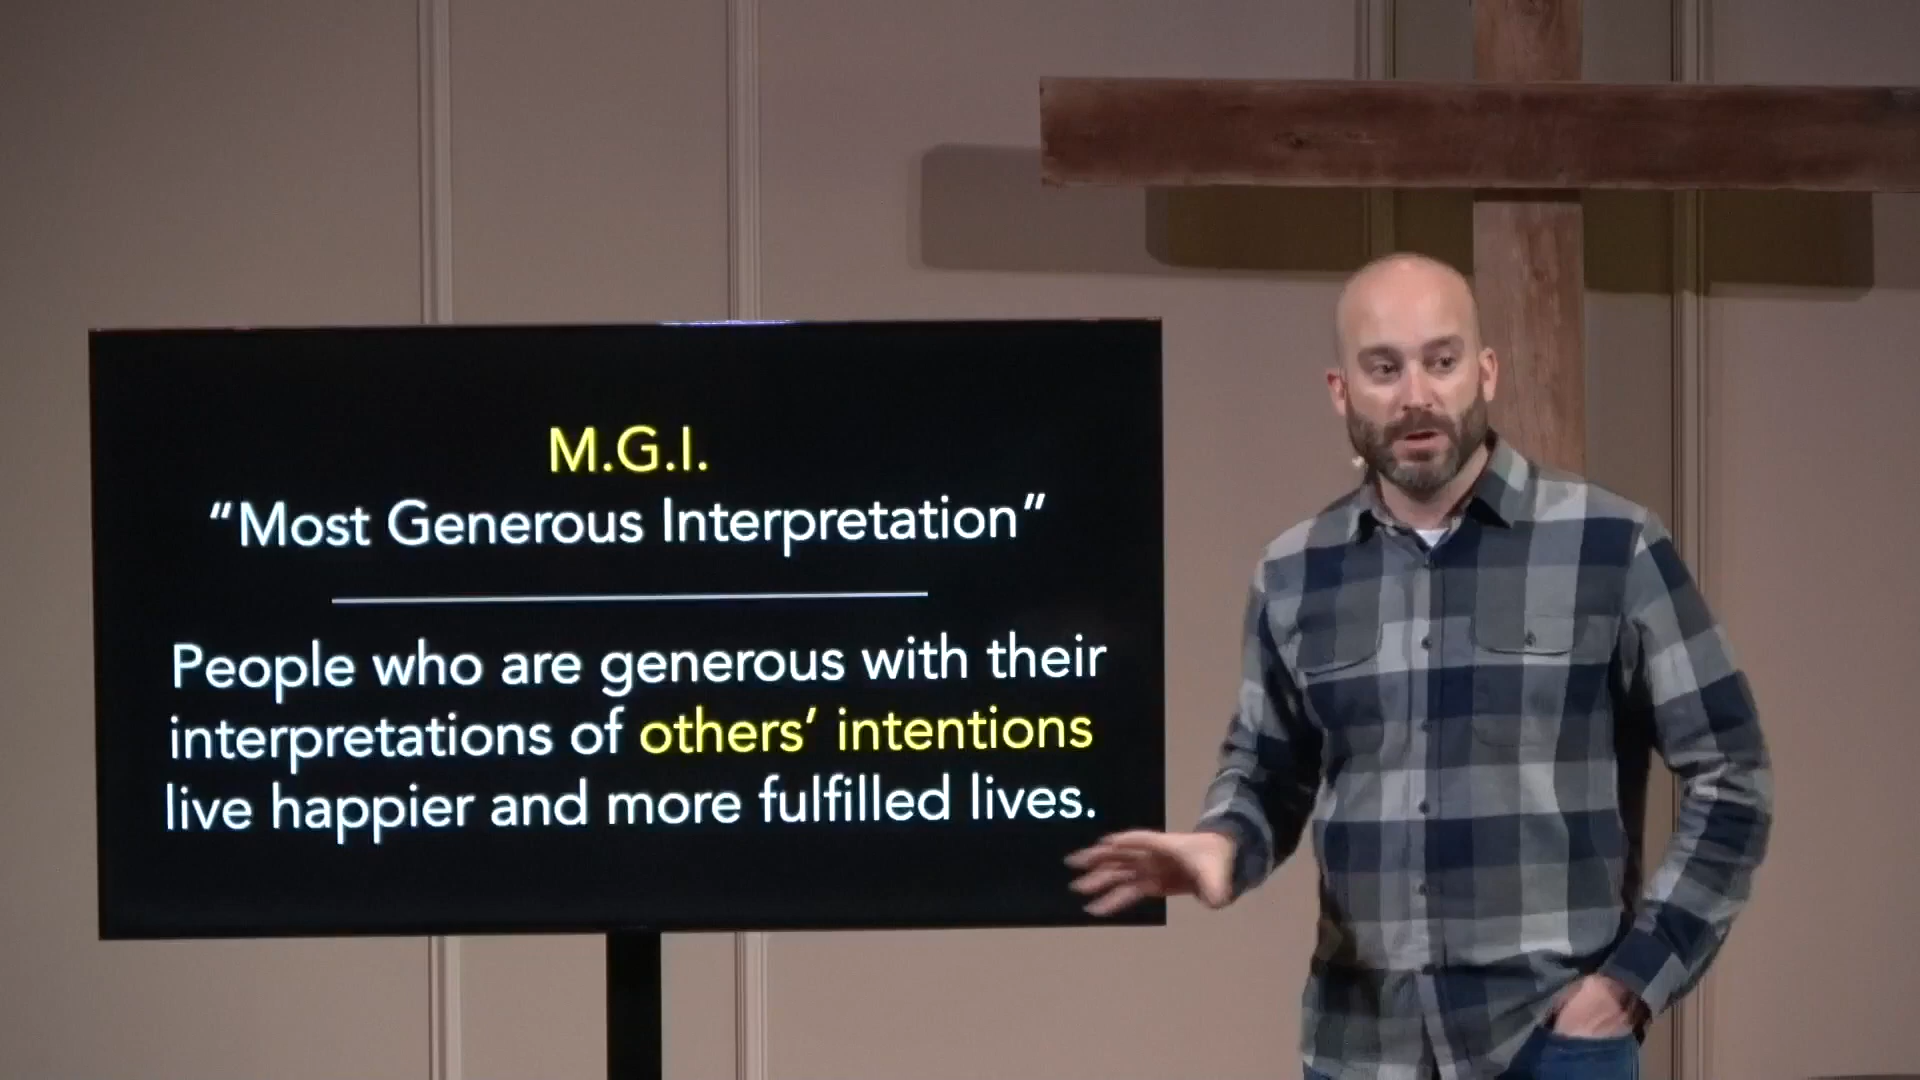 M.G.I.
“Most Generous Interpretation”
People who are generous with their
interpretations of others’ intentions
live happier and more fulfilled lives.